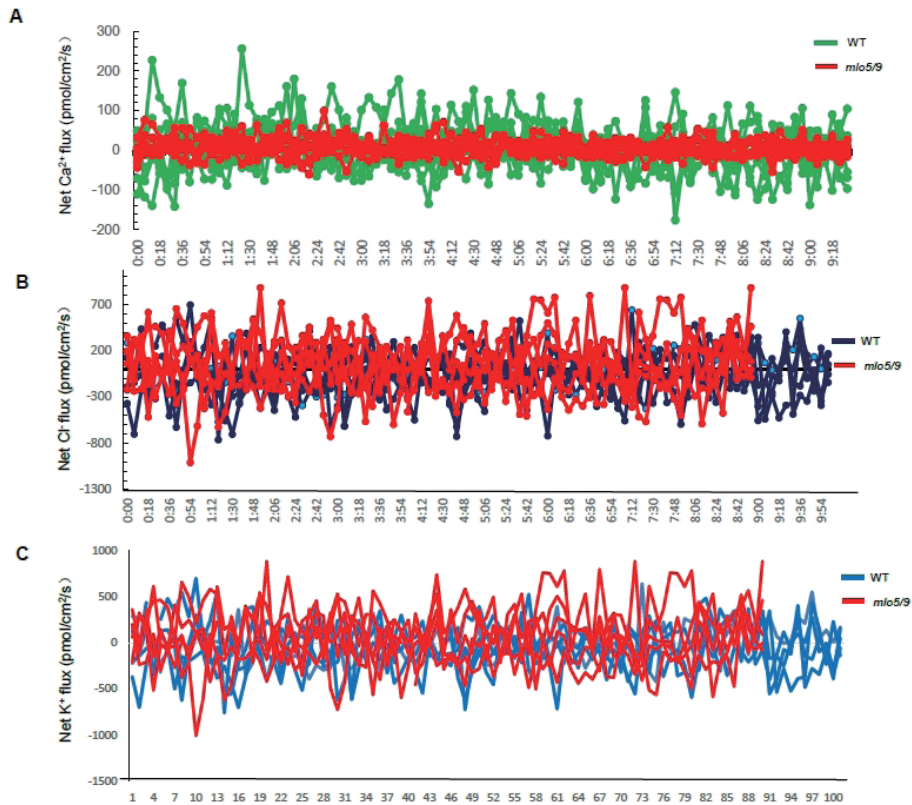 A
Net Ca²⁺ flux (pmol/cm²/s)
300
200
100
0
-100
-200
WT
mlo5/9
0:00 0:18 0:36 0:54 1:12 1:30 1:48 2:06 2:24 2:42 3:00 3:18 3:36 3:54 4:12 4:30 4:48 5:06 5:24 5:42 6:00 6:18 6:36 6:54 7:12 7:30 7:48 8:06 8:24 8:42 9:00 9:18
B
Net Cl⁻ flux (pmol/cm²/s)
700
200
-300
-800
-1300
WT
mlo5/9
0:00 0:18 0:36 0:54 1:12 1:30 1:48 2:06 2:24 2:42 3:00 3:18 3:36 3:54 4:12 4:30 4:48 5:06 5:24 5:42 6:00 6:18 6:36 6:54 7:12 7:30 7:48 8:06 8:24 8:42 9:00 9:18 9:36 9:54
C
Net K⁺ flux (pmol/cm²/s)
1000
500
0
-500
-1000
-1500
WT
mlo5/9
1 4 7 10 13 16 19 22 25 28 31 34 37 40 43 46 49 52 55 58 61 64 67 70 73 76 79 82 85 88 91 94 97 100